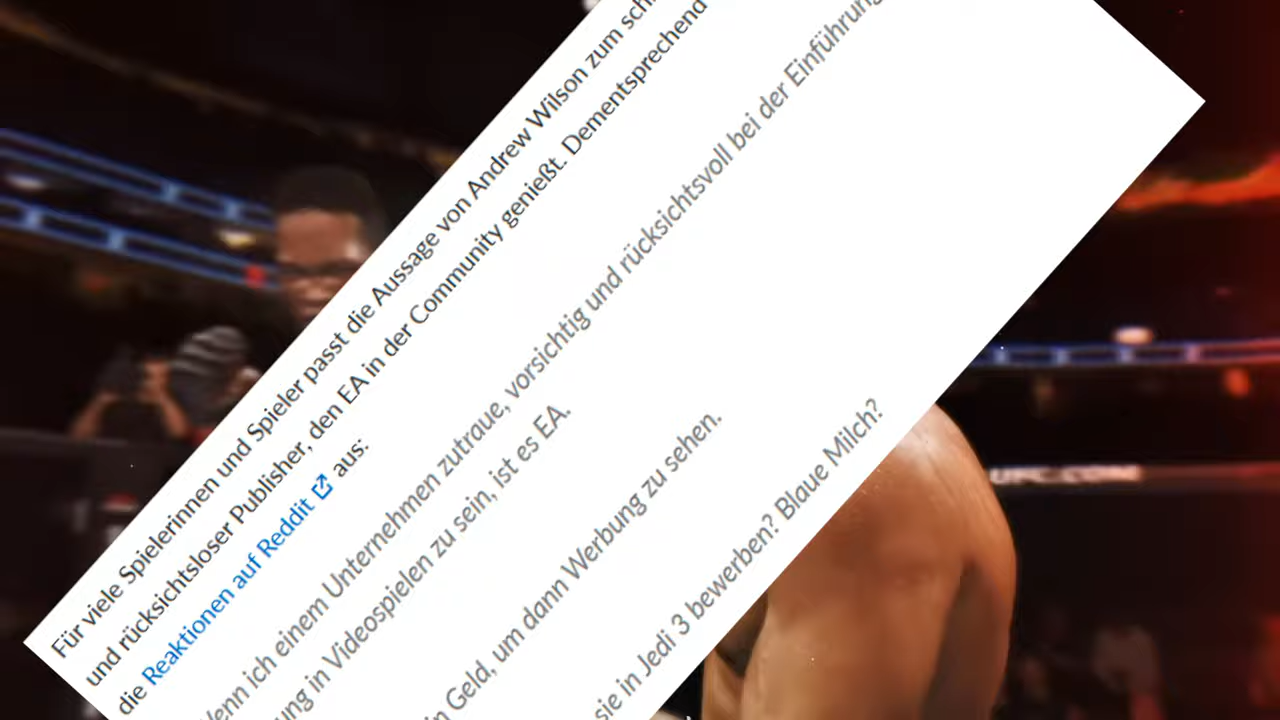 Für viele Spielerinnen und Spieler passt die Aussage von Andrew Wilson zum
und rücksichtsloser Publisher, den EA in der Community genießt. Dementsprechend
die Reaktionen auf Reddit aus:
Wenn ich einem Unternehmen zutraue, vorsichtig und rücksichtsvoll bei der Einführung
in Videospielen zu sein, ist es EA.
Geld, um dann Werbung zu sehen.
sie in Jedi 3 bewerben? Blaue Milch?
UFC.COM